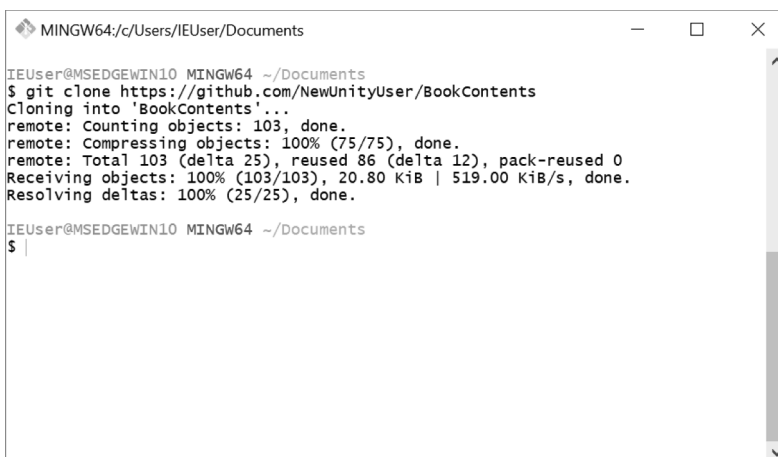 MINGW64:/c/Users/IEUser/Documents
IEUser@MSEDGEWIN10 MINGW64 ~/Documents
$ git clone https://github.com/NewUnityUser/BookContents
Cloning into 'BookContents'...
remote: Counting objects: 103, done.
remote: Compressing objects: 100% (75/75), done.
remote: Total 103 (delta 25), reused 86 (delta 12), pack-reused 0
Receiving objects: 100% (103/103), 20.80 KiB | 519.00 KiB/s, done.
Resolving deltas: 100% (25/25), done.
IEUser@MSEDGEWIN10 MINGW64 ~/Documents
$